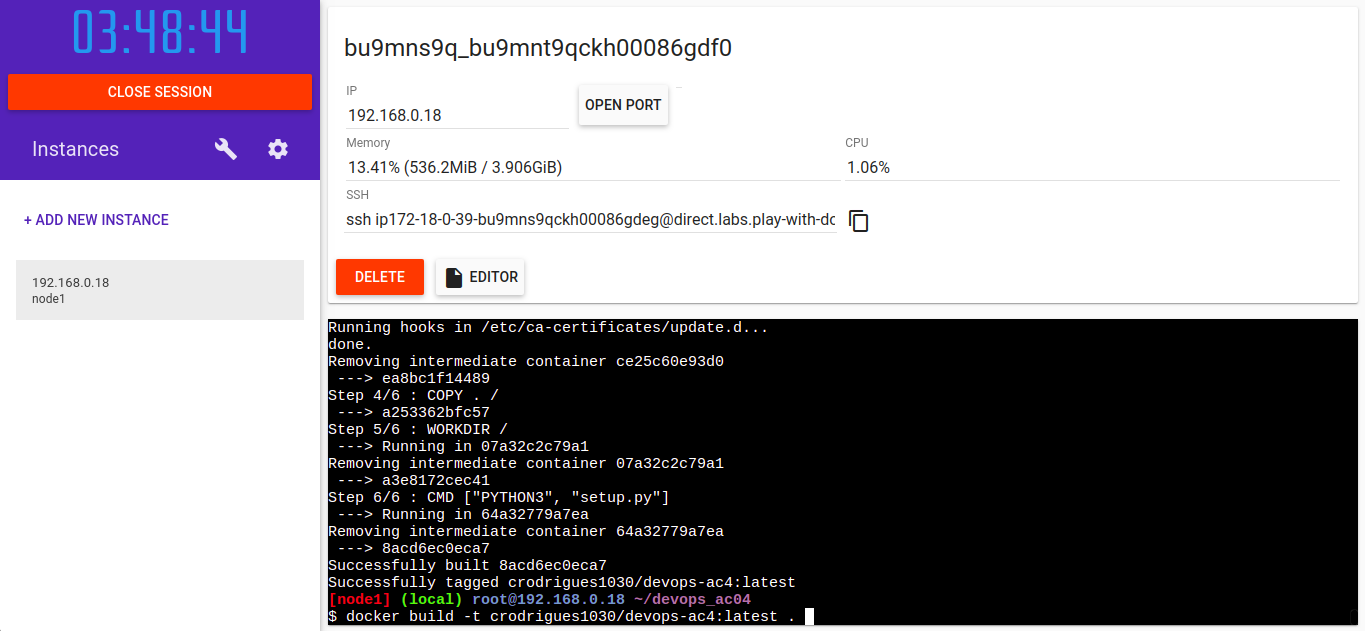 03:48:44
CLOSE SESSION
Instances
+ ADD NEW INSTANCE
192.168.0.18
node1
bu9mns9q_bu9mnt9qckh00086gdf0
IP
192.168.0.18
OPEN PORT
Memory
13.41% (536.2MiB / 3.906GiB)
CPU
1.06%
SSH
ssh ip172-18-0-39-bu9mns9qckh00086gdeg@direct.labs.play-with-dc
DELETE
EDITOR
Running hooks in /etc/ca-certificates/update.d...
done.
Removing intermediate container ce25c60e93d0
 ---> ea8bc1f14489
Step 4/6 : COPY . /
 ---> a253362bfc57
Step 5/6 : WORKDIR /
 ---> Running in 07a32c2c79a1
Removing intermediate container 07a32c2c79a1
 ---> a3e8172cec41
Step 6/6 : CMD ["PYTHON3", "setup.py"]
 ---> Running in 64a32779a7ea
Removing intermediate container 64a32779a7ea
 ---> 8acd6ec0eca7
Successfully built 8acd6ec0eca7
Successfully tagged crodrigues1030/devops-ac4:latest
[node1] (local) root@192.168.0.18 ~/devops_ac04
$ docker build -t crodrigues1030/devops-ac4:latest .